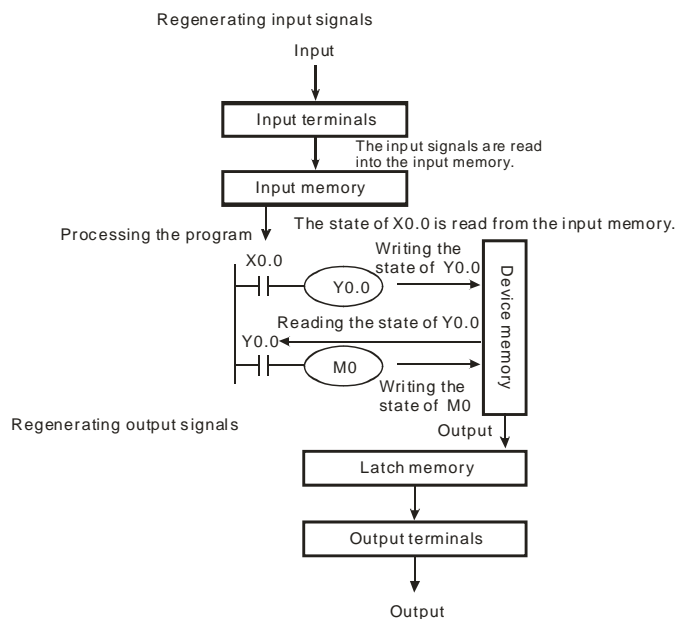 Regenerating input signals
Input
Input terminals
The input signals are read
into the input memory.
Input memory
The state of X0.0 is read from the input memory.
Processing the program
X0.0
Writing the
state of Y0.0
Y0.0
Device memory
Reading the state of Y0.0
Y0.0
M0
Writing the
state of M0
Regenerating output signals
Output
Latch memory
Output terminals
Output